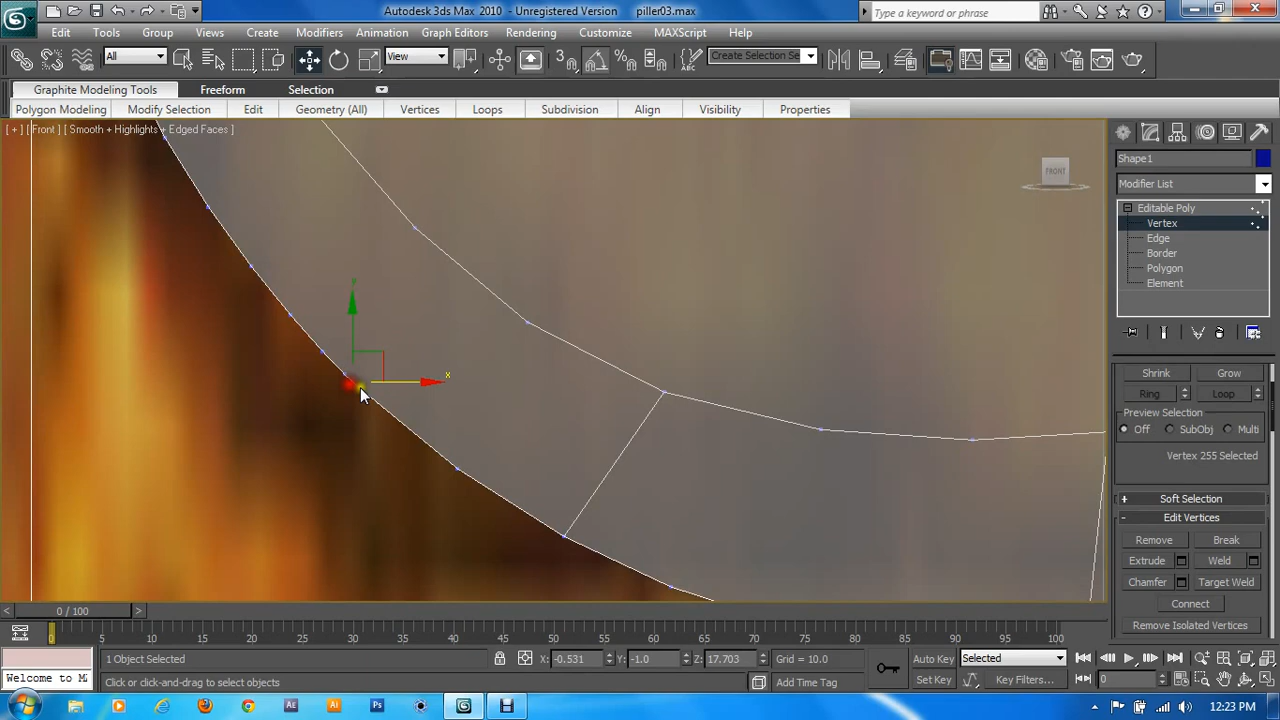 Autodesk 3ds Max 2010 - Unregistered Version piller03.max
Type a keyword or phrase
Edit Tools Group Views Create Modifiers Animation Graph Editors Rendering Customize MAXScript Help
All View 3 Create Selection Se
Graphite Modeling Tools Freeform Selection
Polygon Modeling Modify Selection Edit Geometry (All) Vertices Loops Subdivision Align Visibility Properties
[ + ] [ Front ] [ Smooth + Highlights + Edged Faces ]
FRONT
Shape1
Modifier List
Editable Poly
Vertex
Edge
Border
Polygon
Element
x
Shrink Grow
Ring Loop
Preview Selection
Off SubObj Multi
Vertex 255 Selected
+ Soft Selection
- Edit Vertices
Remove Break
Extrude Weld
Chamfer Target Weld
Connect
Remove Isolated Vertices
< 0 / 100 >
0 5 10 15 20 25 30 35 40 45 50 55 60 65 70 75 80 85 90 95 100
1 Object Selected X: -0.531 Y: -1.0 Z: 17.703 Grid = 10.0 Auto Key Selected
Welcome to M Click or click-and-drag to select objects Add Time Tag Set Key Key Filters... 0
Ae Ai Ps 12:23 PM